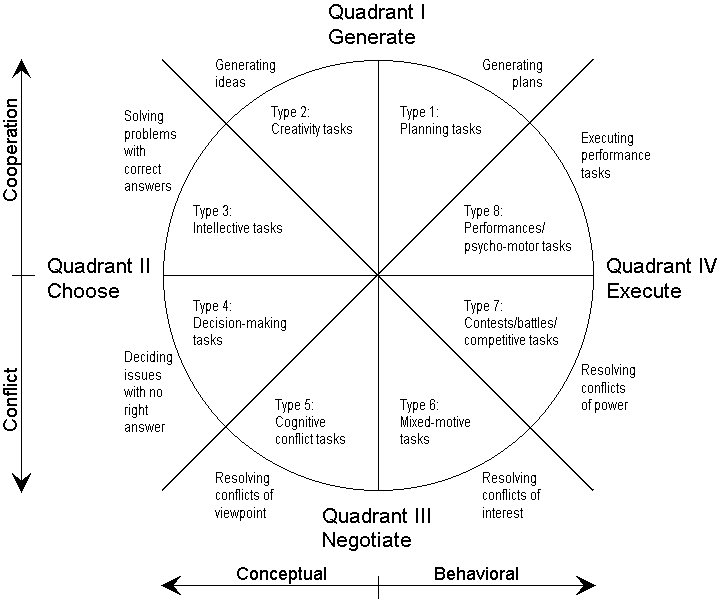 Quadrant I
Generate
Generating
ideas
Generating
plans
Type 2:
Creativity tasks
Type 1:
Planning tasks
Solving
problems
with
correct
answers
Executing
performance
tasks
Cooperation
Type 3:
Intellective tasks
Type 8:
Performances/
psycho-motor tasks
Quadrant II
Choose
Quadrant IV
Execute
Type 4:
Decision-making
tasks
Type 7:
Contests/battles/
competitive tasks
Conflict
Deciding
issues
with no
right
answer
Resolving
conflicts
of power
Type 5:
Cognitive
conflict tasks
Type 6:
Mixed-motive
tasks
Resolving
conflicts of
viewpoint
Resolving
conflicts of
interest
Quadrant III
Negotiate
Conceptual
Behavioral